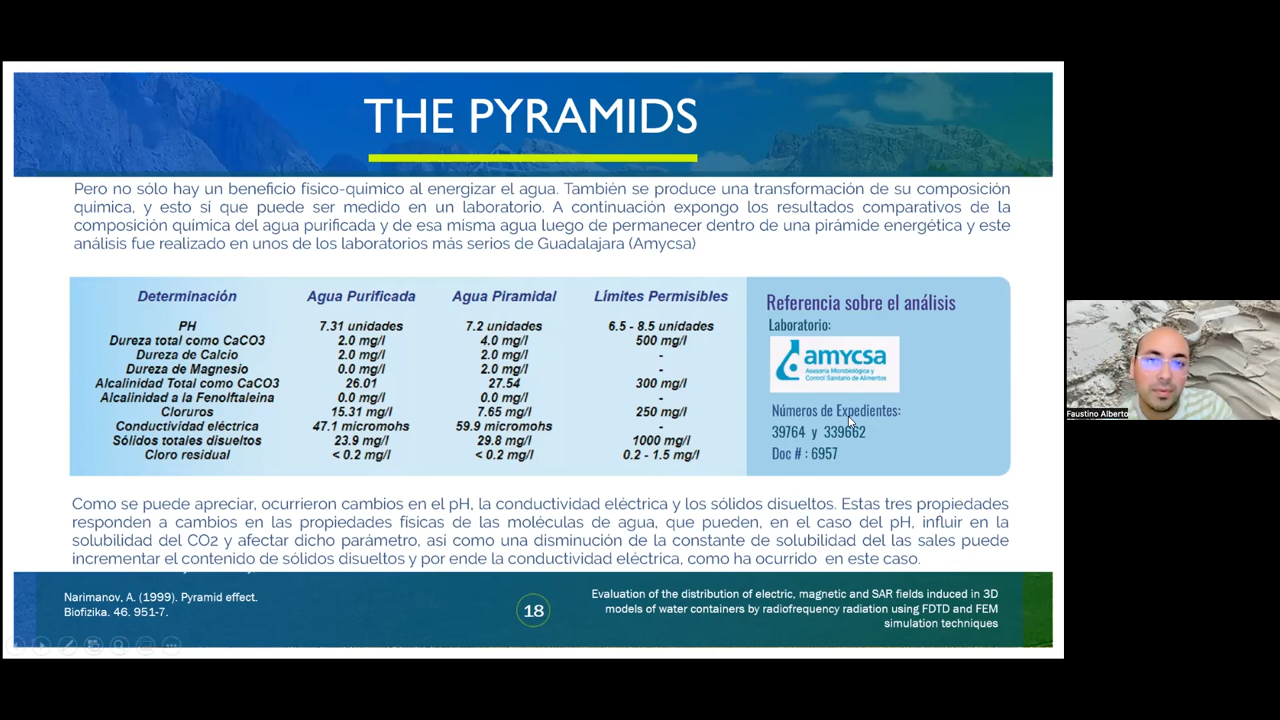 THE PYRAMIDS
Pero no sólo hay un beneficio fisico-quimico al energizar el agua. También se produce una transformación de su composición
química, y esto sí que puede ser medido en un laboratorio. A continuación expongo los resultados comparativos de la
composición química del agua purificada y de esa misma agua luego de permanecer dentro de una pirámide energética y este
análisis fue realizado en unos de los laboratorios más serios de Guadalajara (Amycsa)
Determinación Agua Purificada Agua Piramidal Límites Permisibles
PH 7.31 unidades 7.2 unidades 6.5 - 8.5 unidades
Dureza total como CaCO3 2.0 mg/l 4.0 mg/l 500 mg/l
Dureza de Calcio 2.0 mg/l 2.0 mg/l -
Dureza de Magnesio 0.0 mg/l 2.0 mg/l -
Alcalinidad Total como CaCO3 26.01 27.54 300 mg/l
Alcalinidad a la Fenolftaleina 0.0 mg/l 0.0 mg/l -
Cloruros 15.31 mg/l 7.65 mg/l 250 mg/l
Conductividad eléctrica 47.1 micromohs 59.9 micromohs -
Sólidos totales disueltos 23.9 mg/l 29.8 mg/l 1000 mg/l
Cloro residual < 0.2 mg/l < 0.2 mg/l 0.2 - 1.5 mg/l
Referencia sobre el análisis
Laboratorio:
amycsa
Asesoría Microbiológica y
Control Sanitario de Alimentos
Números de Expedientes:
39764 y 339662
Doc # : 6957
Como se puede apreciar, ocurrieron cambios en el pH, la conductividad eléctrica y los sólidos disueltos. Estas tres propiedades
responden a cambios en las propiedades físicas de las moléculas de agua, que pueden, en el caso del pH, influir en la
solubilidad del CO2 y afectar dicho parámetro, asi como una disminución de la constante de solubilidad del las sales puede
incrementar el contenido de sólidos disueltos y por ende la conductividad eléctrica, como ha ocurrido en este caso.
Narimanov, A. (1999). Pyramid effect.
Biofizika. 46. 951-7.
18
Evaluation of the distribution of electric, magnetic and SAR fields induced in 3D
models of water containers by radiofrequency radiation using FDTD and FEM
simulation techniques
Faustino Alberto